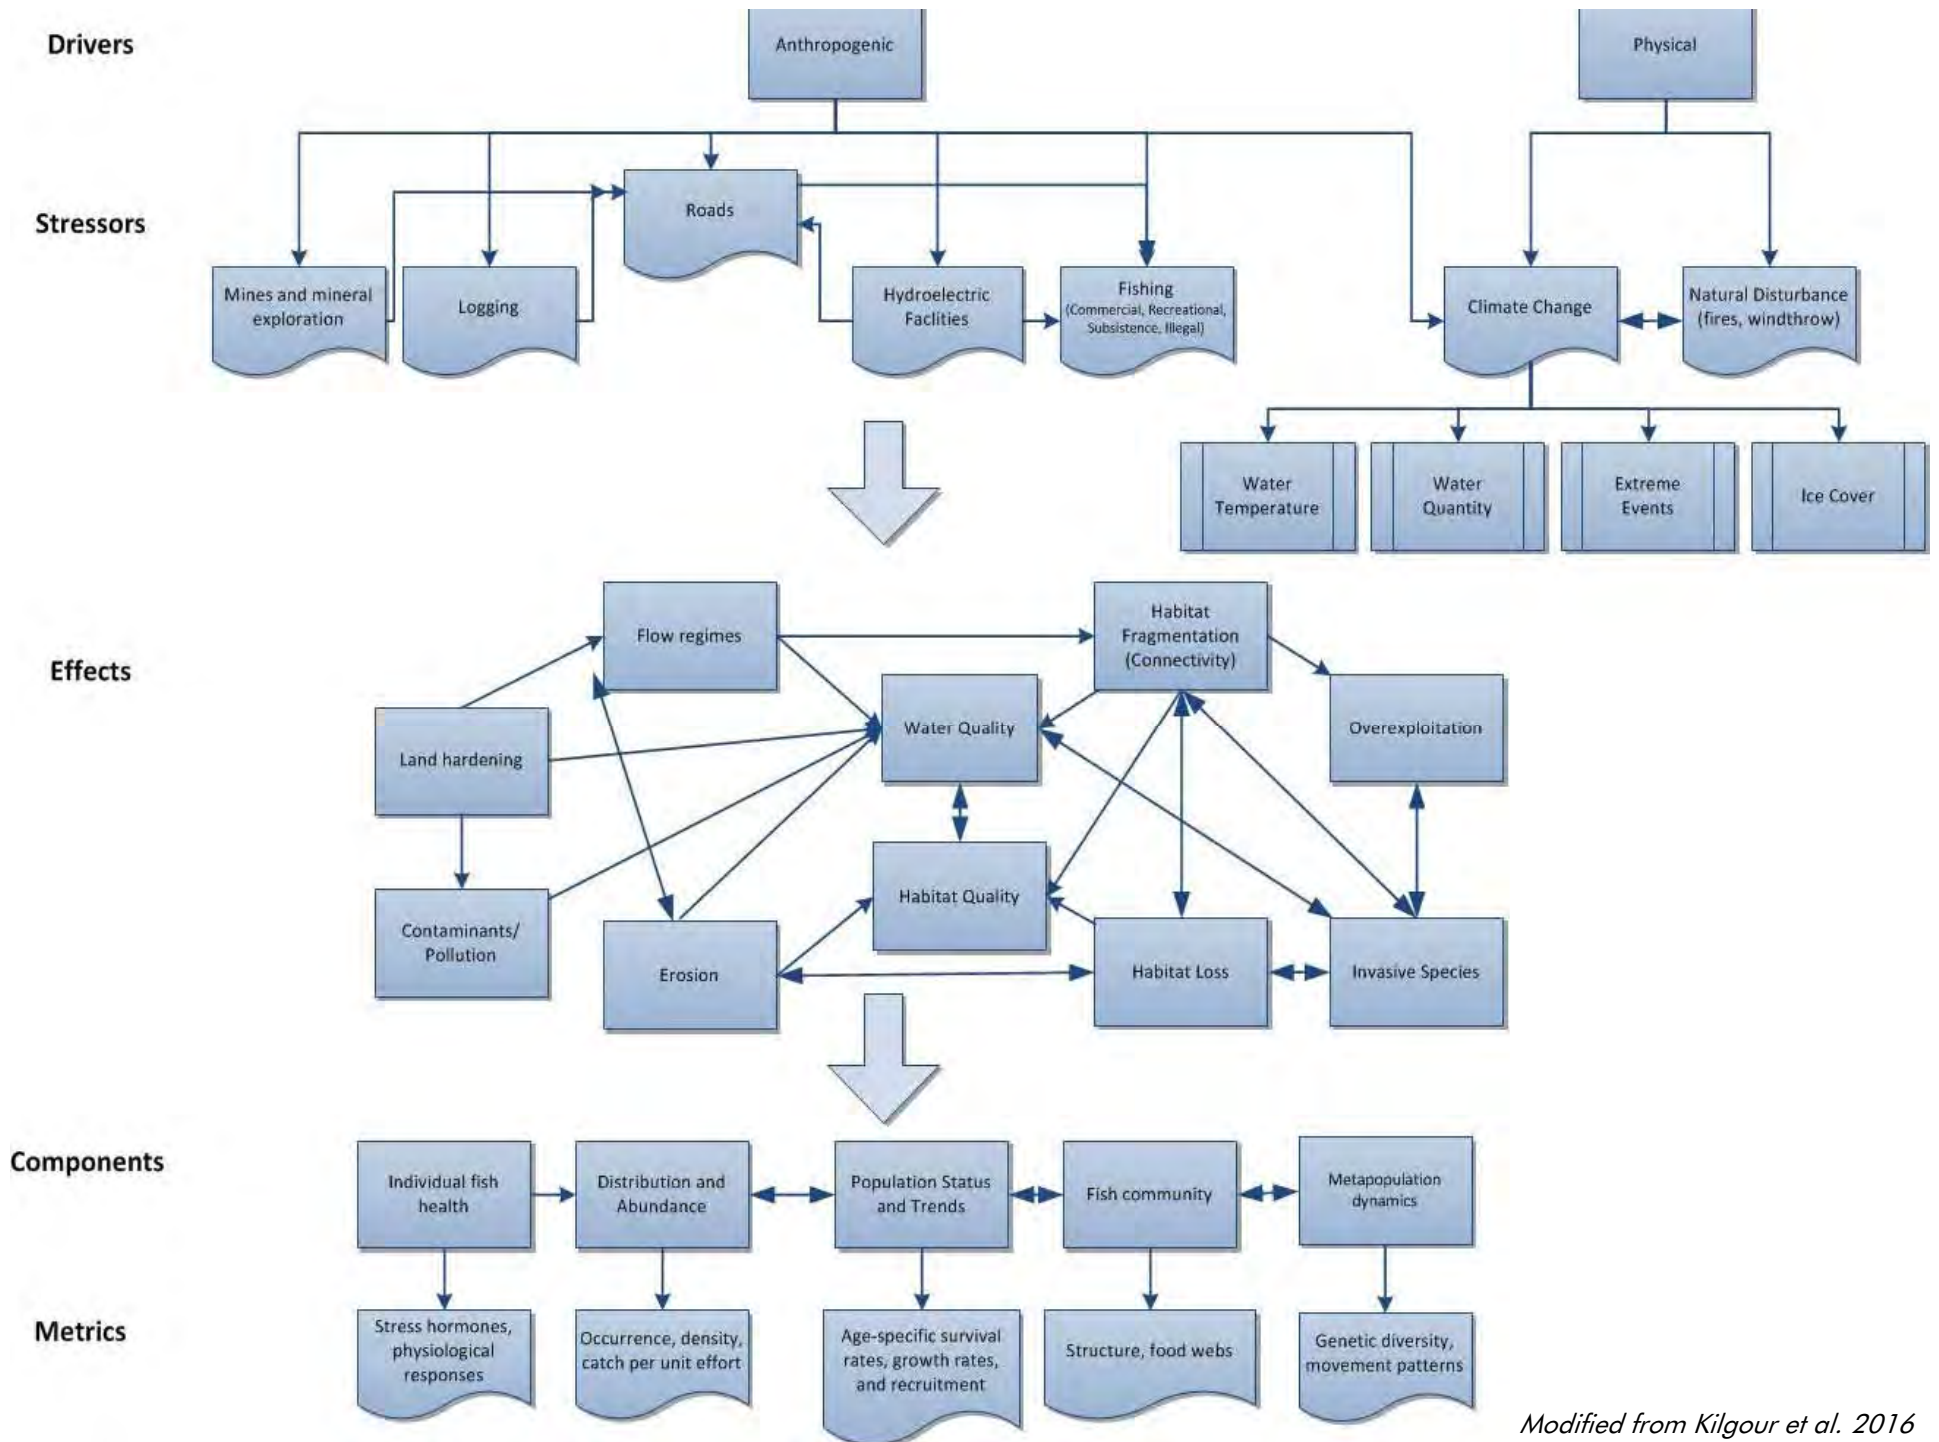 Drivers
Anthropogenic
Physical
Stressors
Roads
Mines and mineral
exploration
Logging
Hydroelectric
Faclities
Fishing
(Commercial, Recreational,
Subsistence, Illegal)
Climate Change
Natural Disturbance
(fires, windthrow)
Water
Temperature
Water
Quantity
Extreme
Events
Ice Cover
Effects
Flow regimes
Habitat
Fragmentation
(Connectivity)
Water Quality
Overexploitation
Land hardening
Habitat Quality
Contaminants/
Pollution
Erosion
Habitat Loss
Invasive Species
Components
Individual fish
health
Distribution and
Abundance
Population Status
and Trends
Fish community
Metapopulation
dynamics
Metrics
Stress hormones,
physiological
responses
Occurrence, density,
catch per unit effort
Age-specific survival
rates, growth rates,
and recruitment
Structure, food webs
Genetic diversity,
movement patterns
Modified from Kilgour et al. 2016